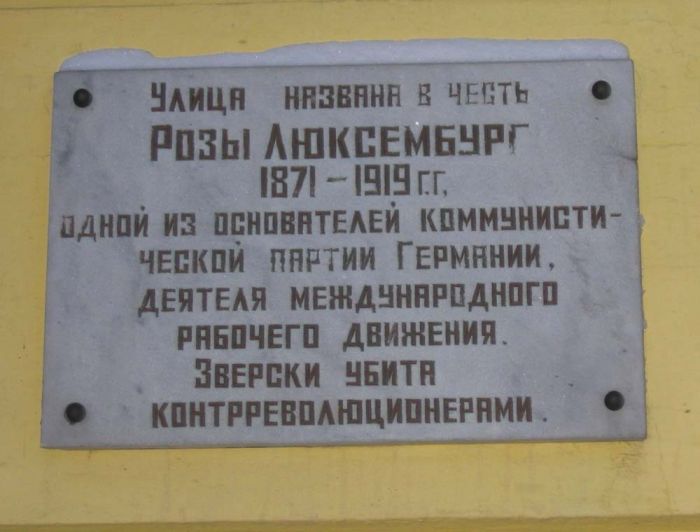 Улица названа в честь
Розы Люксембург
1871 – 1919 г.г,
одной из основателей коммунисти-
ческой партии Германии,
деятеля международного
рабочего движения.
Зверски убита
контрреволюционерами.